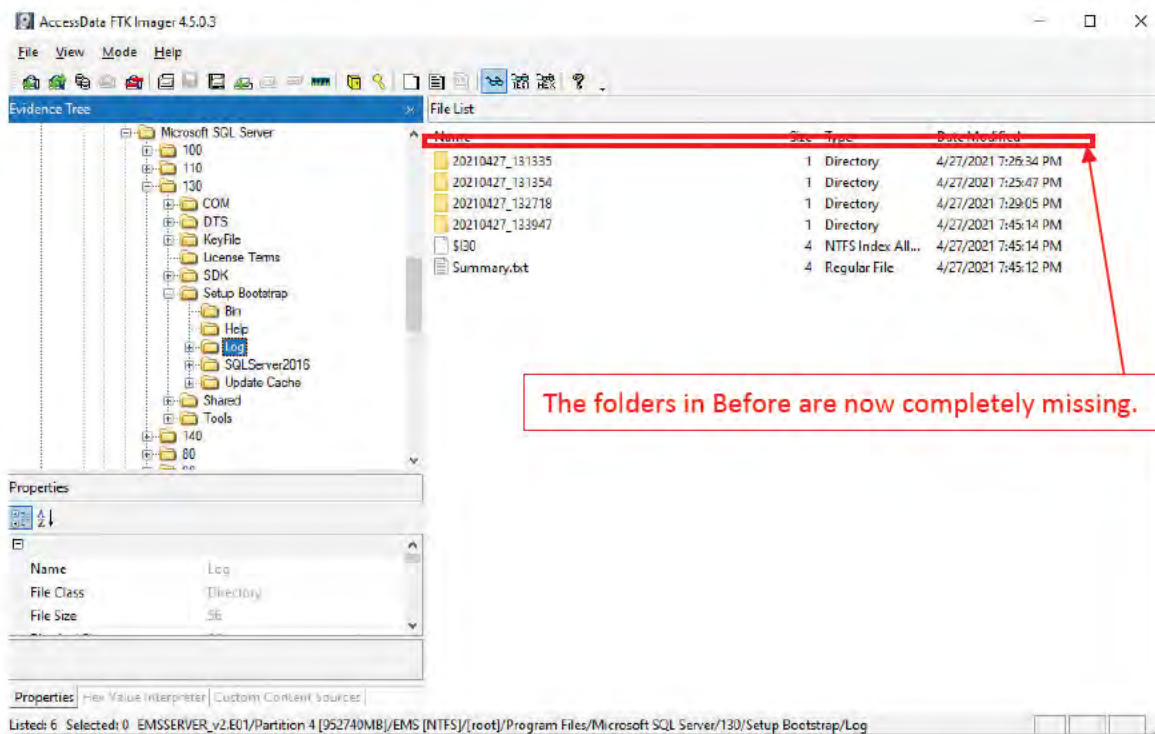 AccessData FTK Imager 4.5.0.3
File View Mode Help
Evidence Tree
File List
Microsoft SQL Server
100
110
130
COM
DTS
KeyFile
License Terms
SDK
Setup Bootstrap
Bin
Help
Log
SQLServer2016
Update Cache
Shared
Tools
140
80
Name Size Type Date Modified
20210427_131335 1 Directory 4/27/2021 7:26:34 PM
20210427_131354 1 Directory 4/27/2021 7:25:47 PM
20210427_132718 1 Directory 4/27/2021 7:29:05 PM
20210427_133947 1 Directory 4/27/2021 7:45:14 PM
$I30 4 NTFS Index All... 4/27/2021 7:45:14 PM
Summary.txt 4 Regular File 4/27/2021 7:45:12 PM
The folders in Before are now completely missing.
Properties
Name Log
File Class Directory
File Size 56
Properties Hex Value Interpreter Custom Content Sources
Listed: 6 Selected: 0 EMSSERVER_v2.E01/Partition 4 [952740MB]/EMS [NTFS]/[root]/Program Files/Microsoft SQL Server/130/Setup Bootstrap/Log